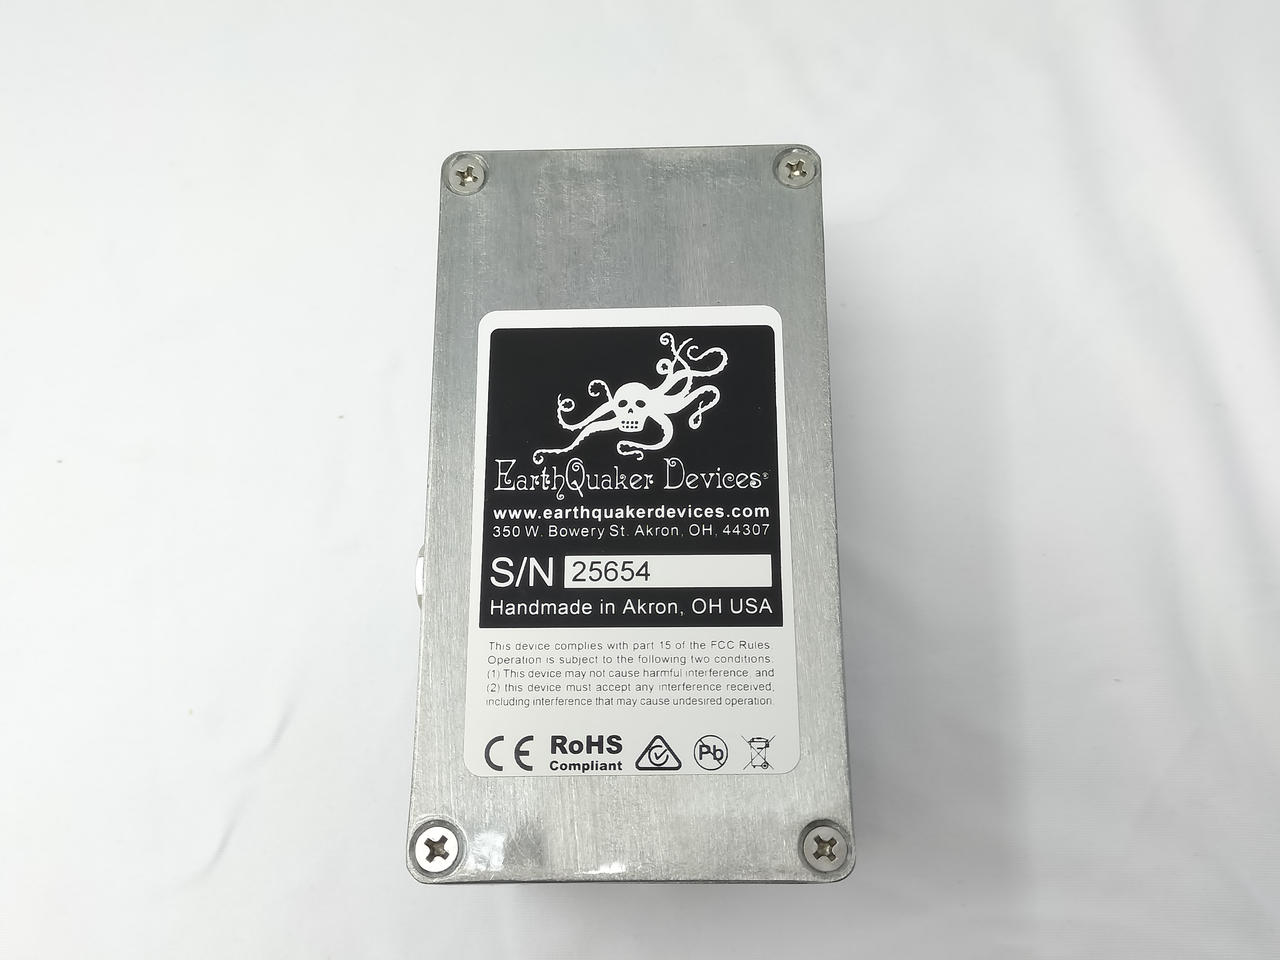 EarthQuaker Devices®
www.earthquakerdevices.com
350 W. Bowery St. Akron, OH, 44307
S/N 25654
Handmade in Akron, OH USA
This device complies with part 15 of the FCC Rules.
Operation is subject to the following two conditions:
(1) This device may not cause harmful interference, and
(2) this device must accept any interference received,
including interference that may cause undesired operation.
CE RoHS Pb
Compliant